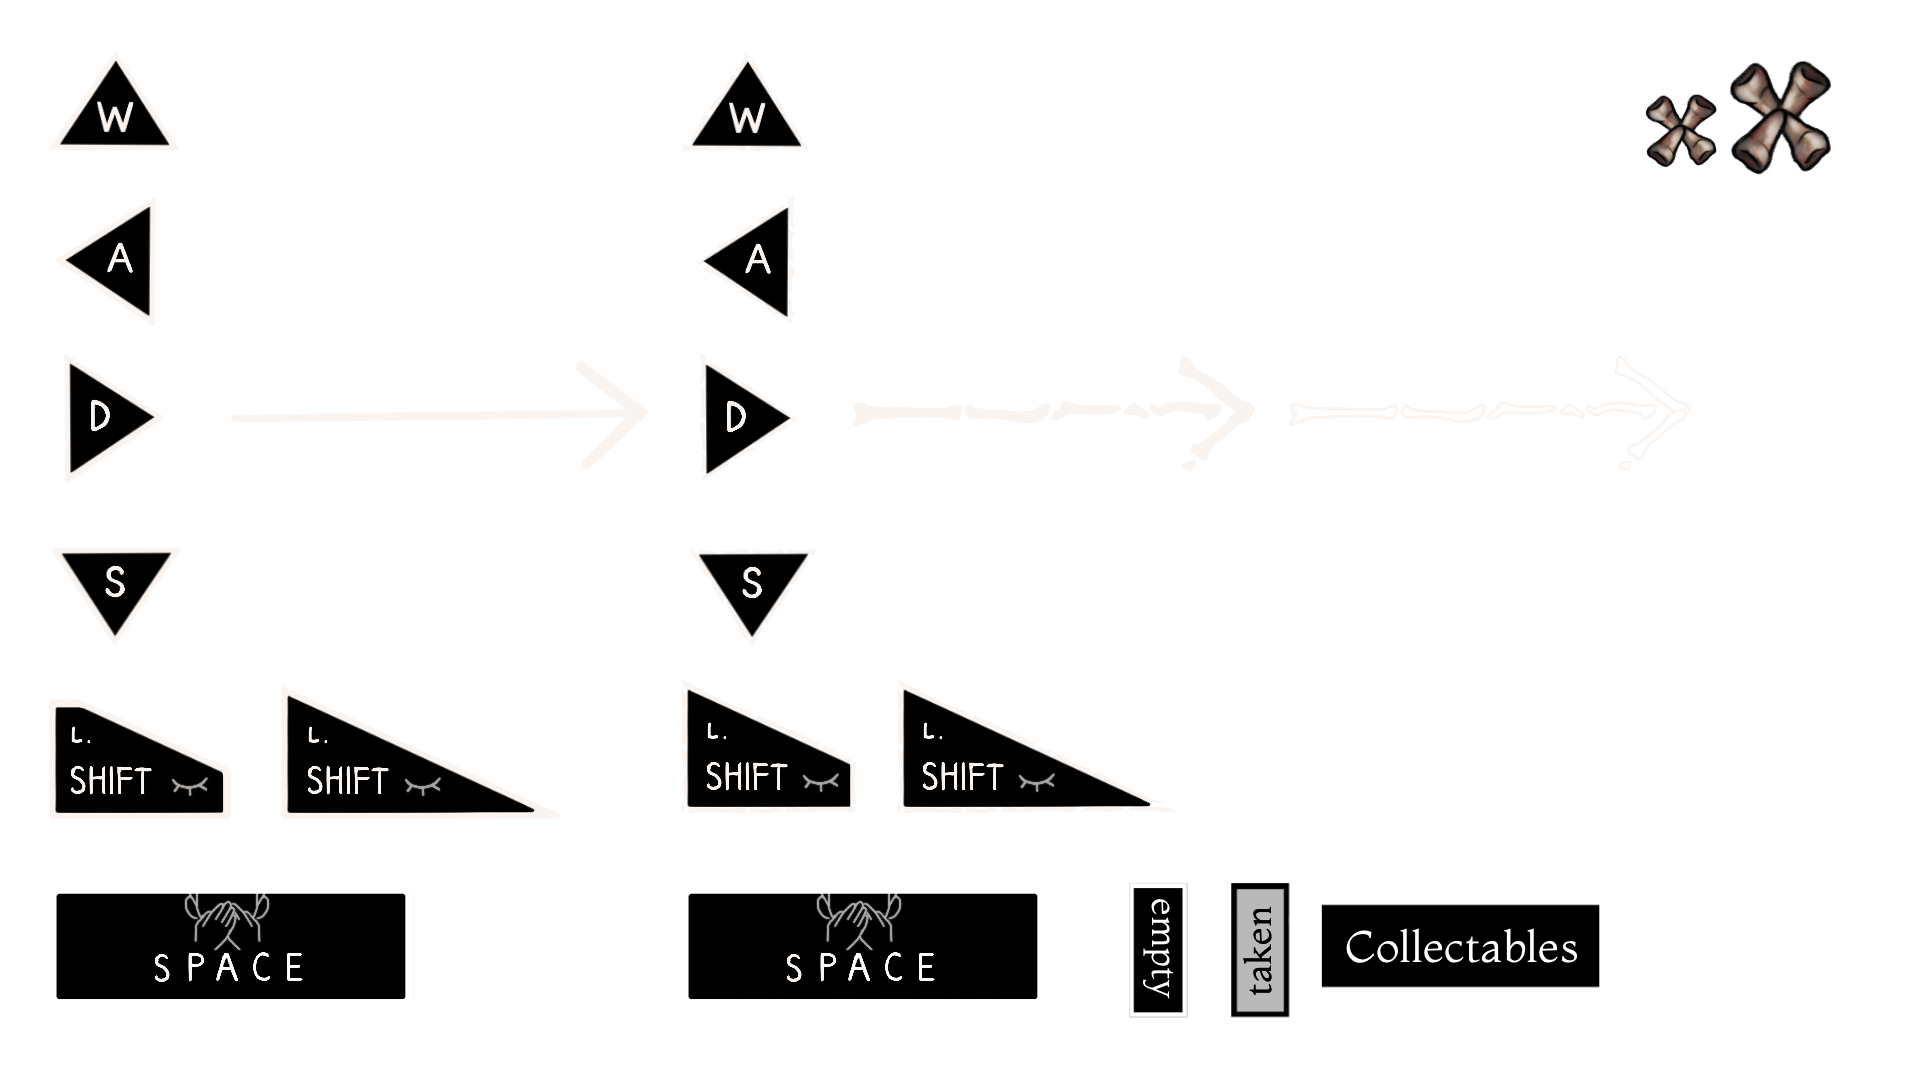 W
W
A
A
D
D
S
S
L.
SHIFT
L.
SHIFT
L.
SHIFT
L.
SHIFT
SPACE
SPACE
empty
taken
Collectables